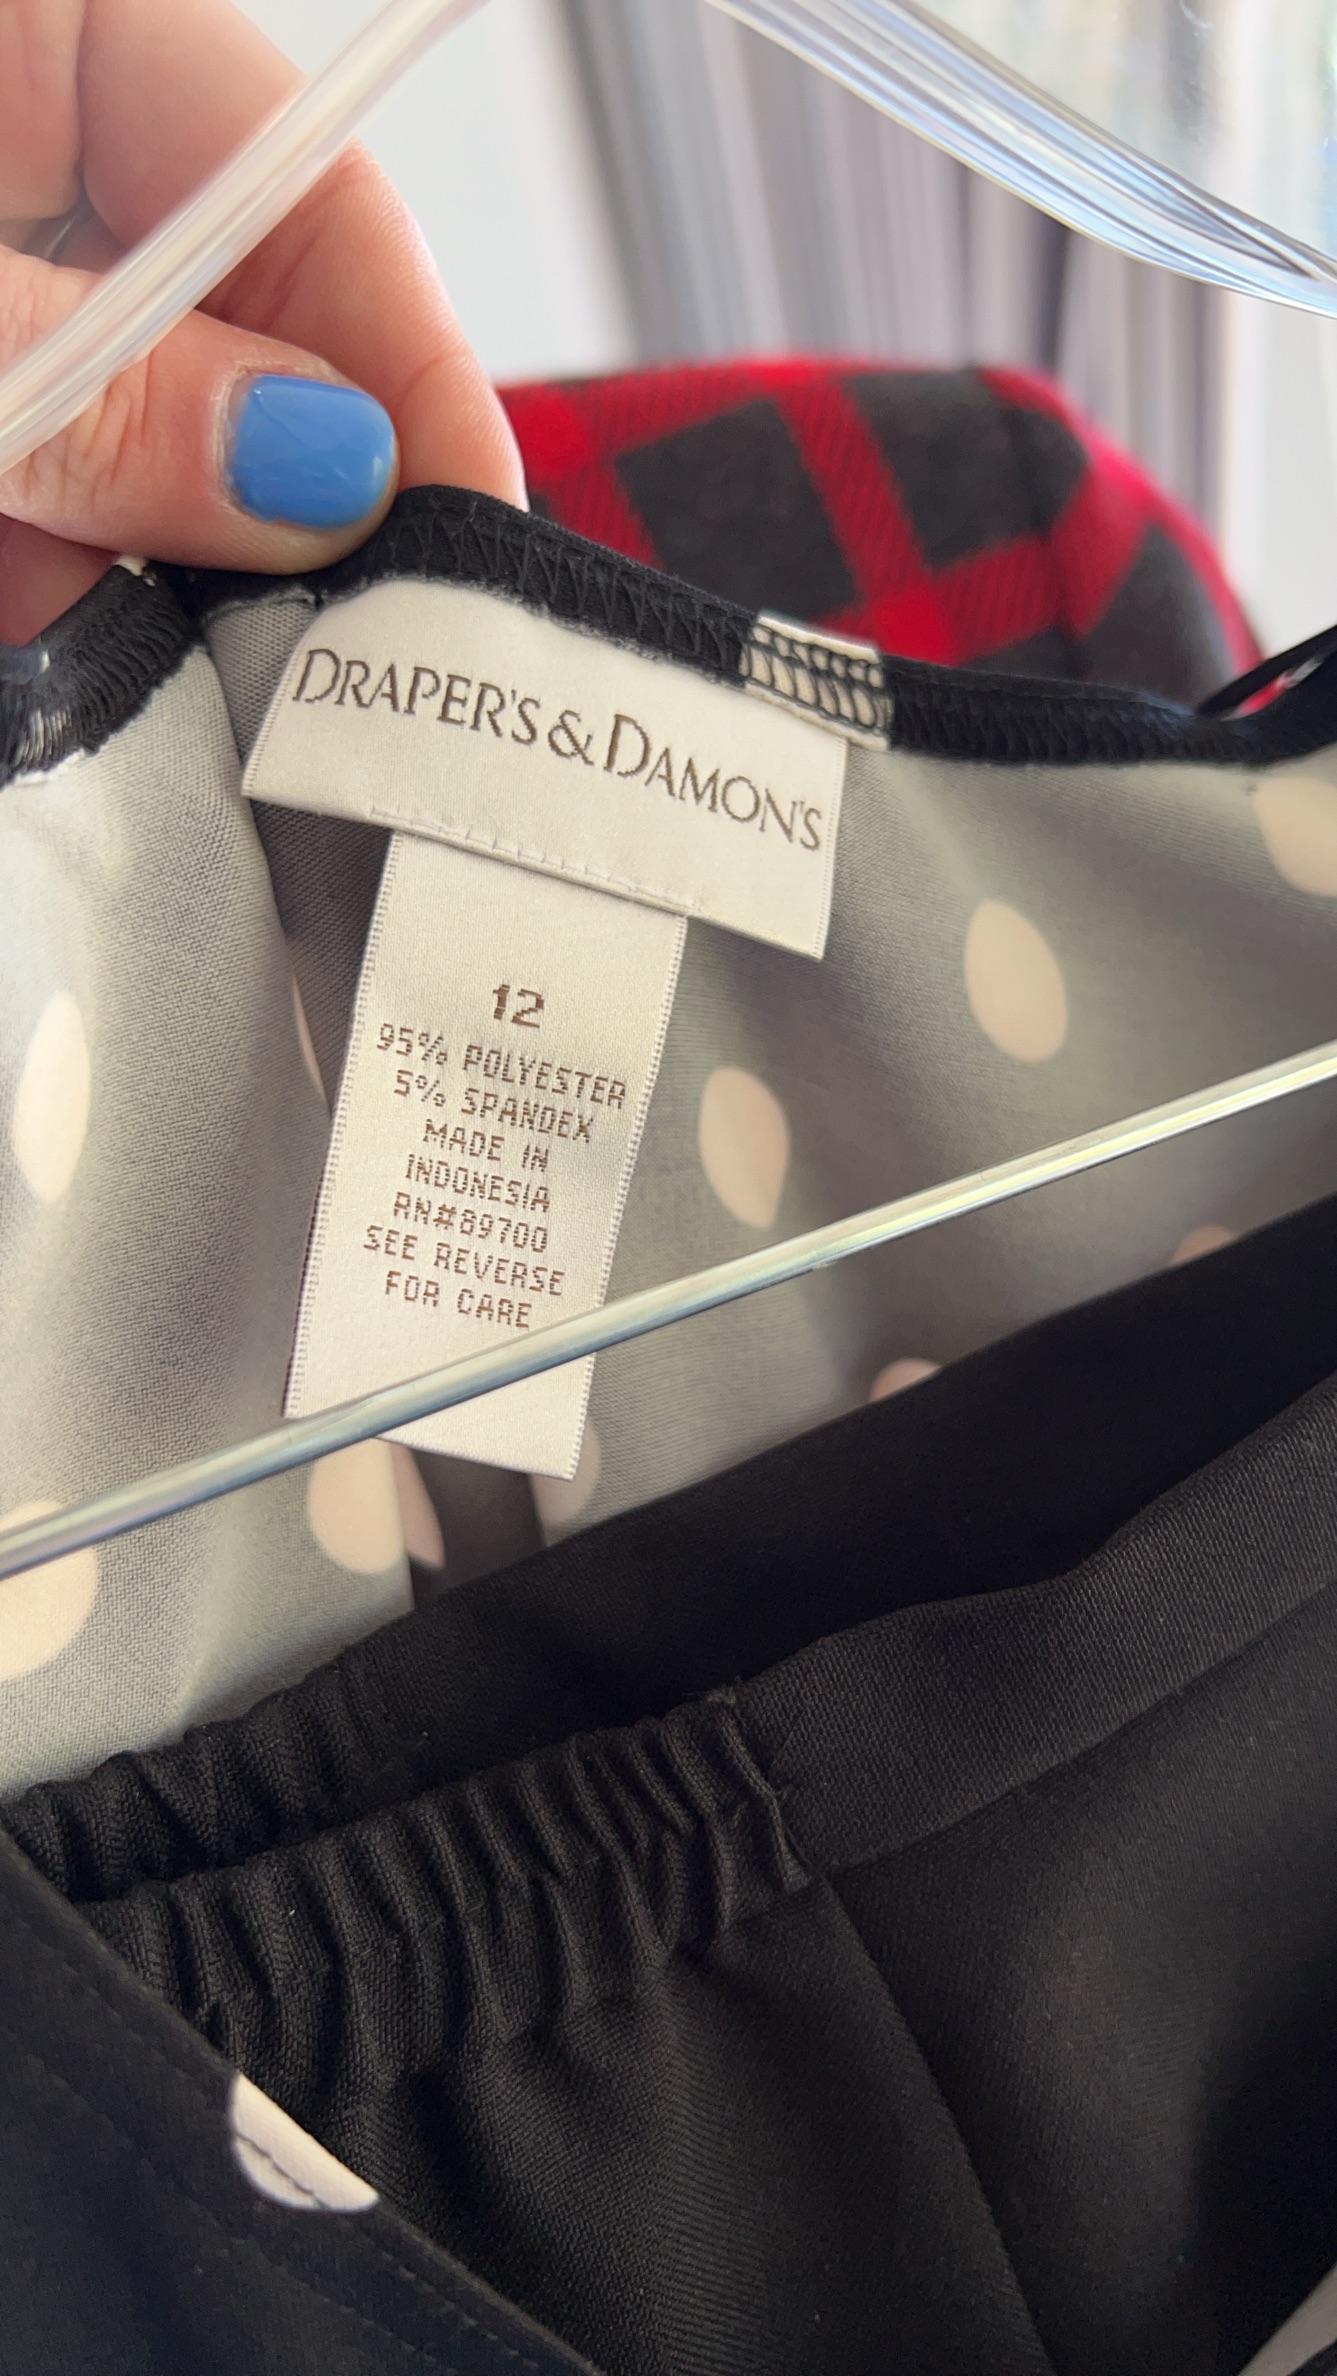 DRAPER'S & DAMON'S
12
95% POLYESTER
5% SPANDEX
MADE IN
INDONESIA
RN#89700
SEE REVERSE
FOR CARE